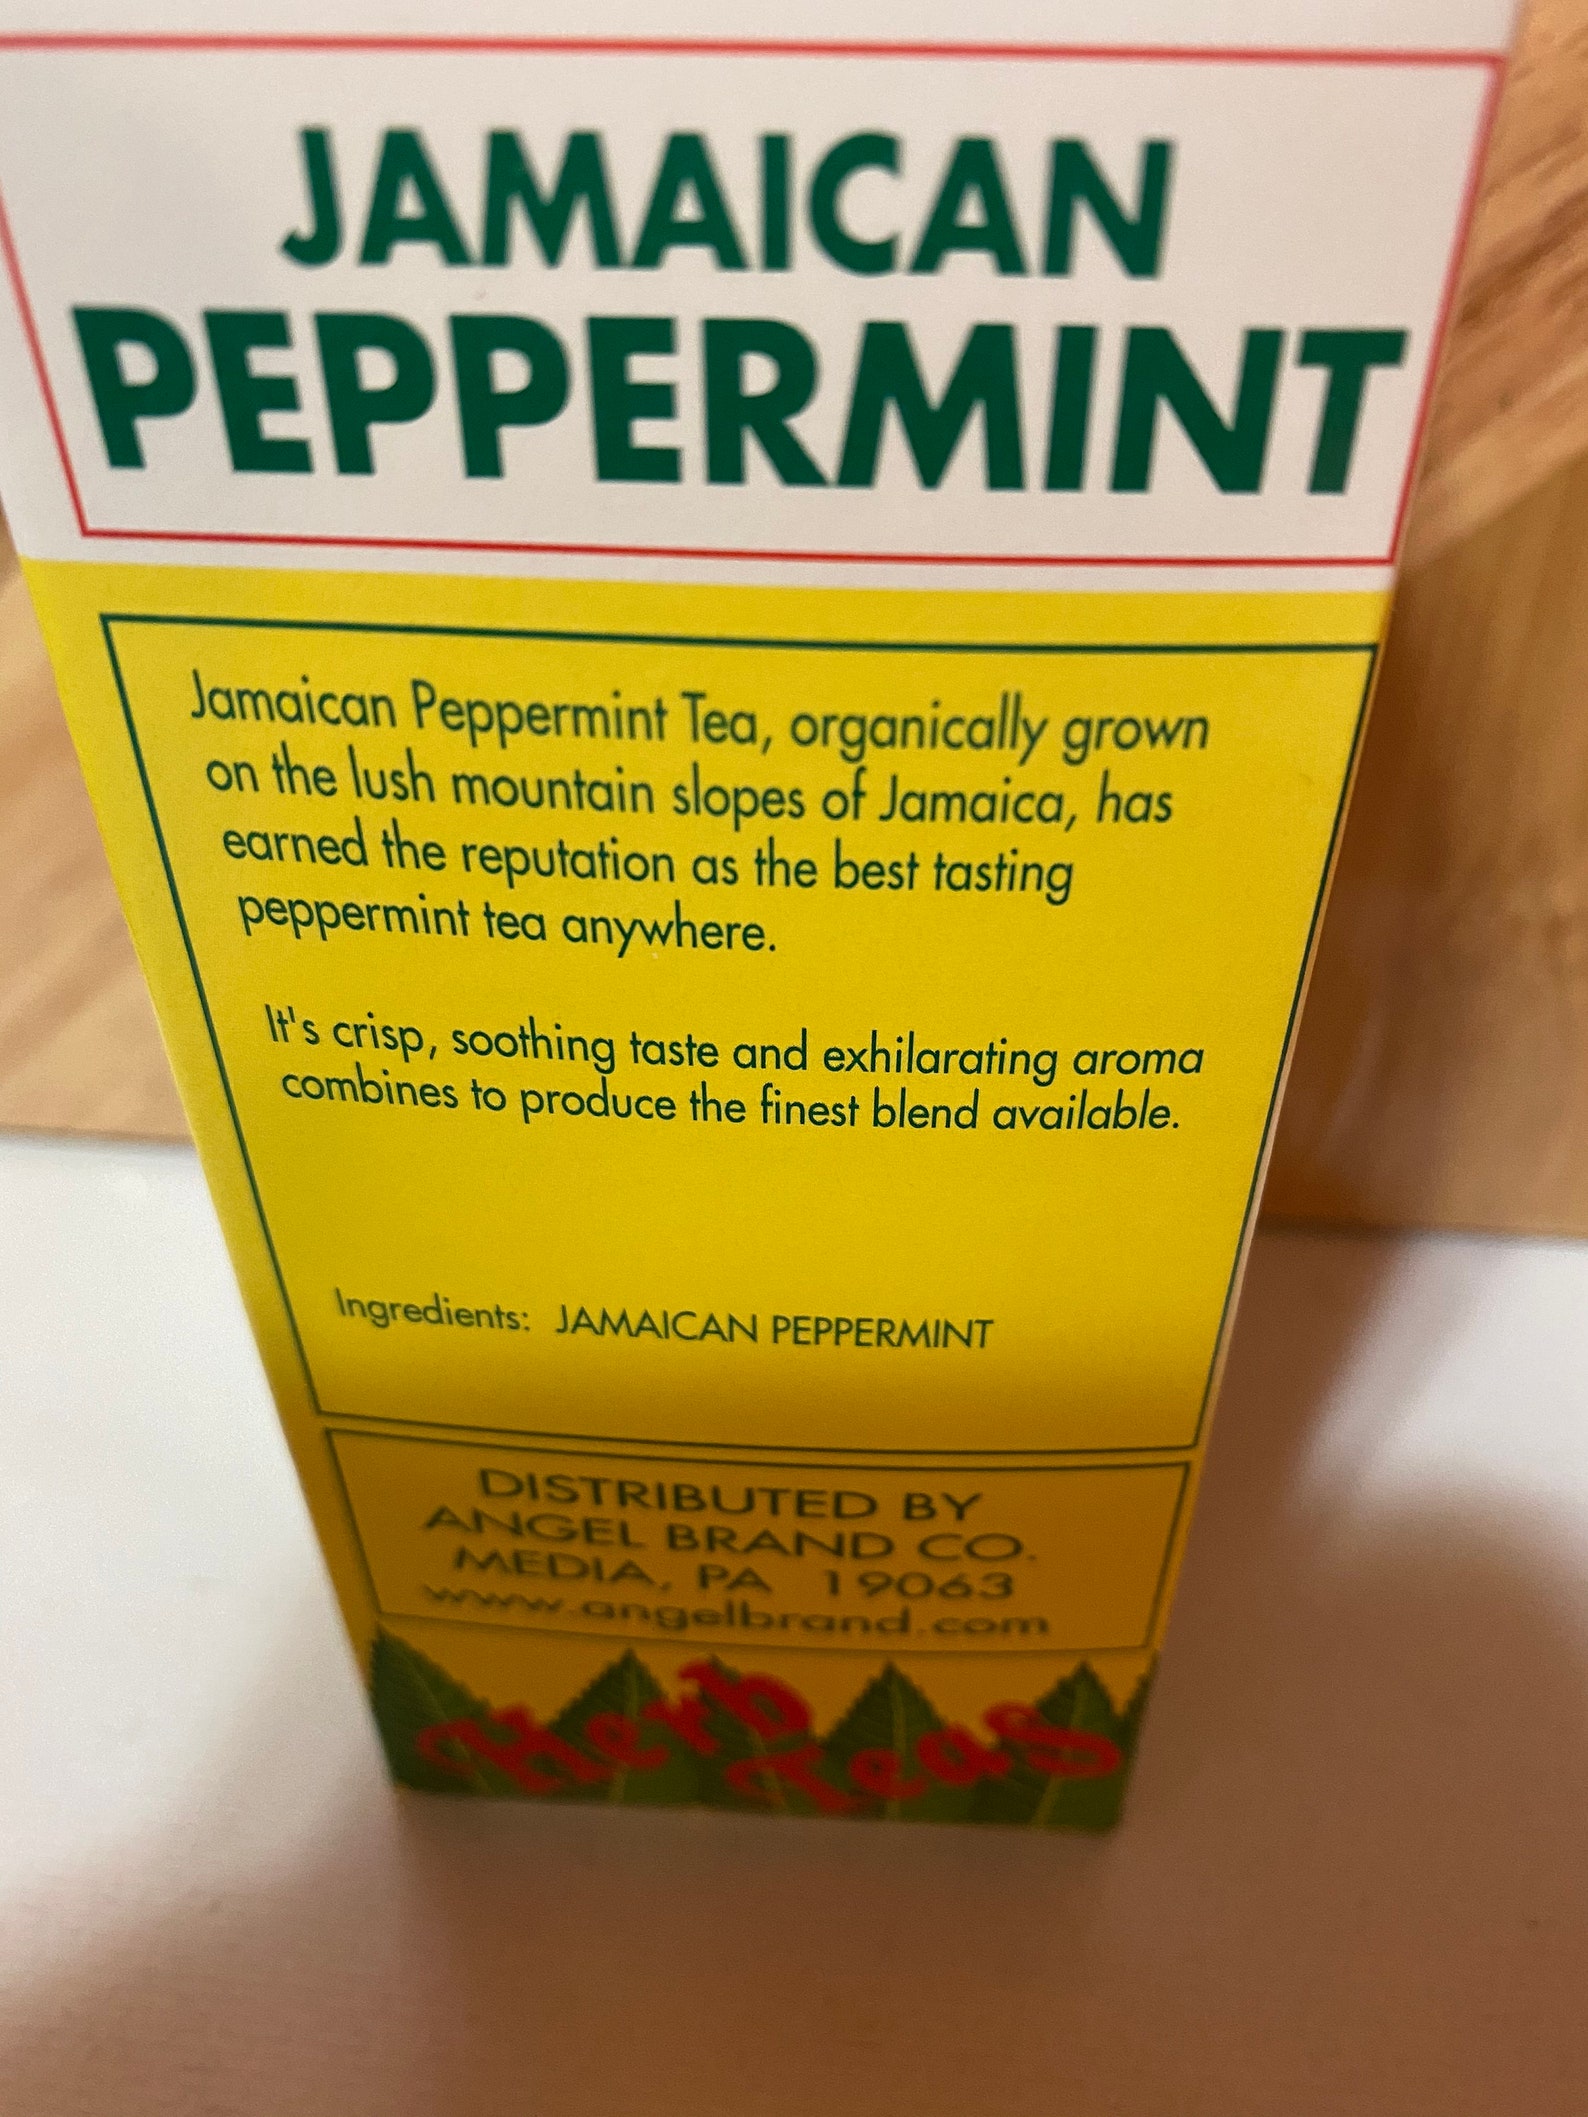 JAMAICAN
PEPPERMINT
Jamaican Peppermint Tea, organically grown
on the lush mountain slopes of Jamaica, has
earned the reputation as the best tasting
peppermint tea anywhere.
It's crisp, soothing taste and exhilarating aroma
combines to produce the finest blend available.
Ingredients: JAMAICAN PEPPERMINT
DISTRIBUTED BY
ANGEL BRAND CO.
MEDIA, PA 19063
www.angelbrand.com
Herb
Teas